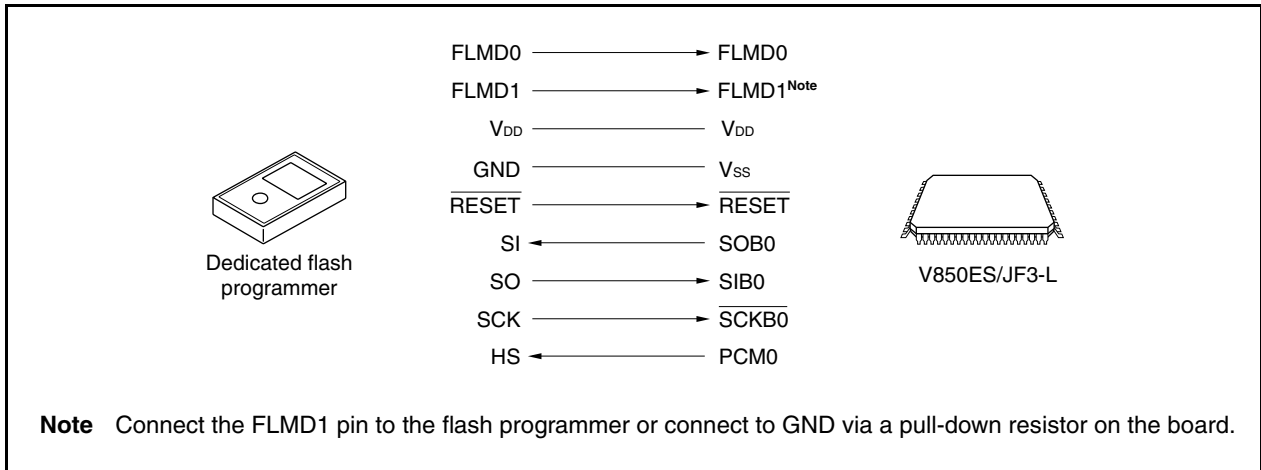 FLMD0 FLMD0
FLMD1 FLMD1Note
VDD VDD
GND VSS
RESET RESET
SI SOB0
SO SIB0
SCK SCKB0
HS PCM0
Dedicated flash
programmer
V850ES/JF3-L
Note Connect the FLMD1 pin to the flash programmer or connect to GND via a pull-down resistor on the board.